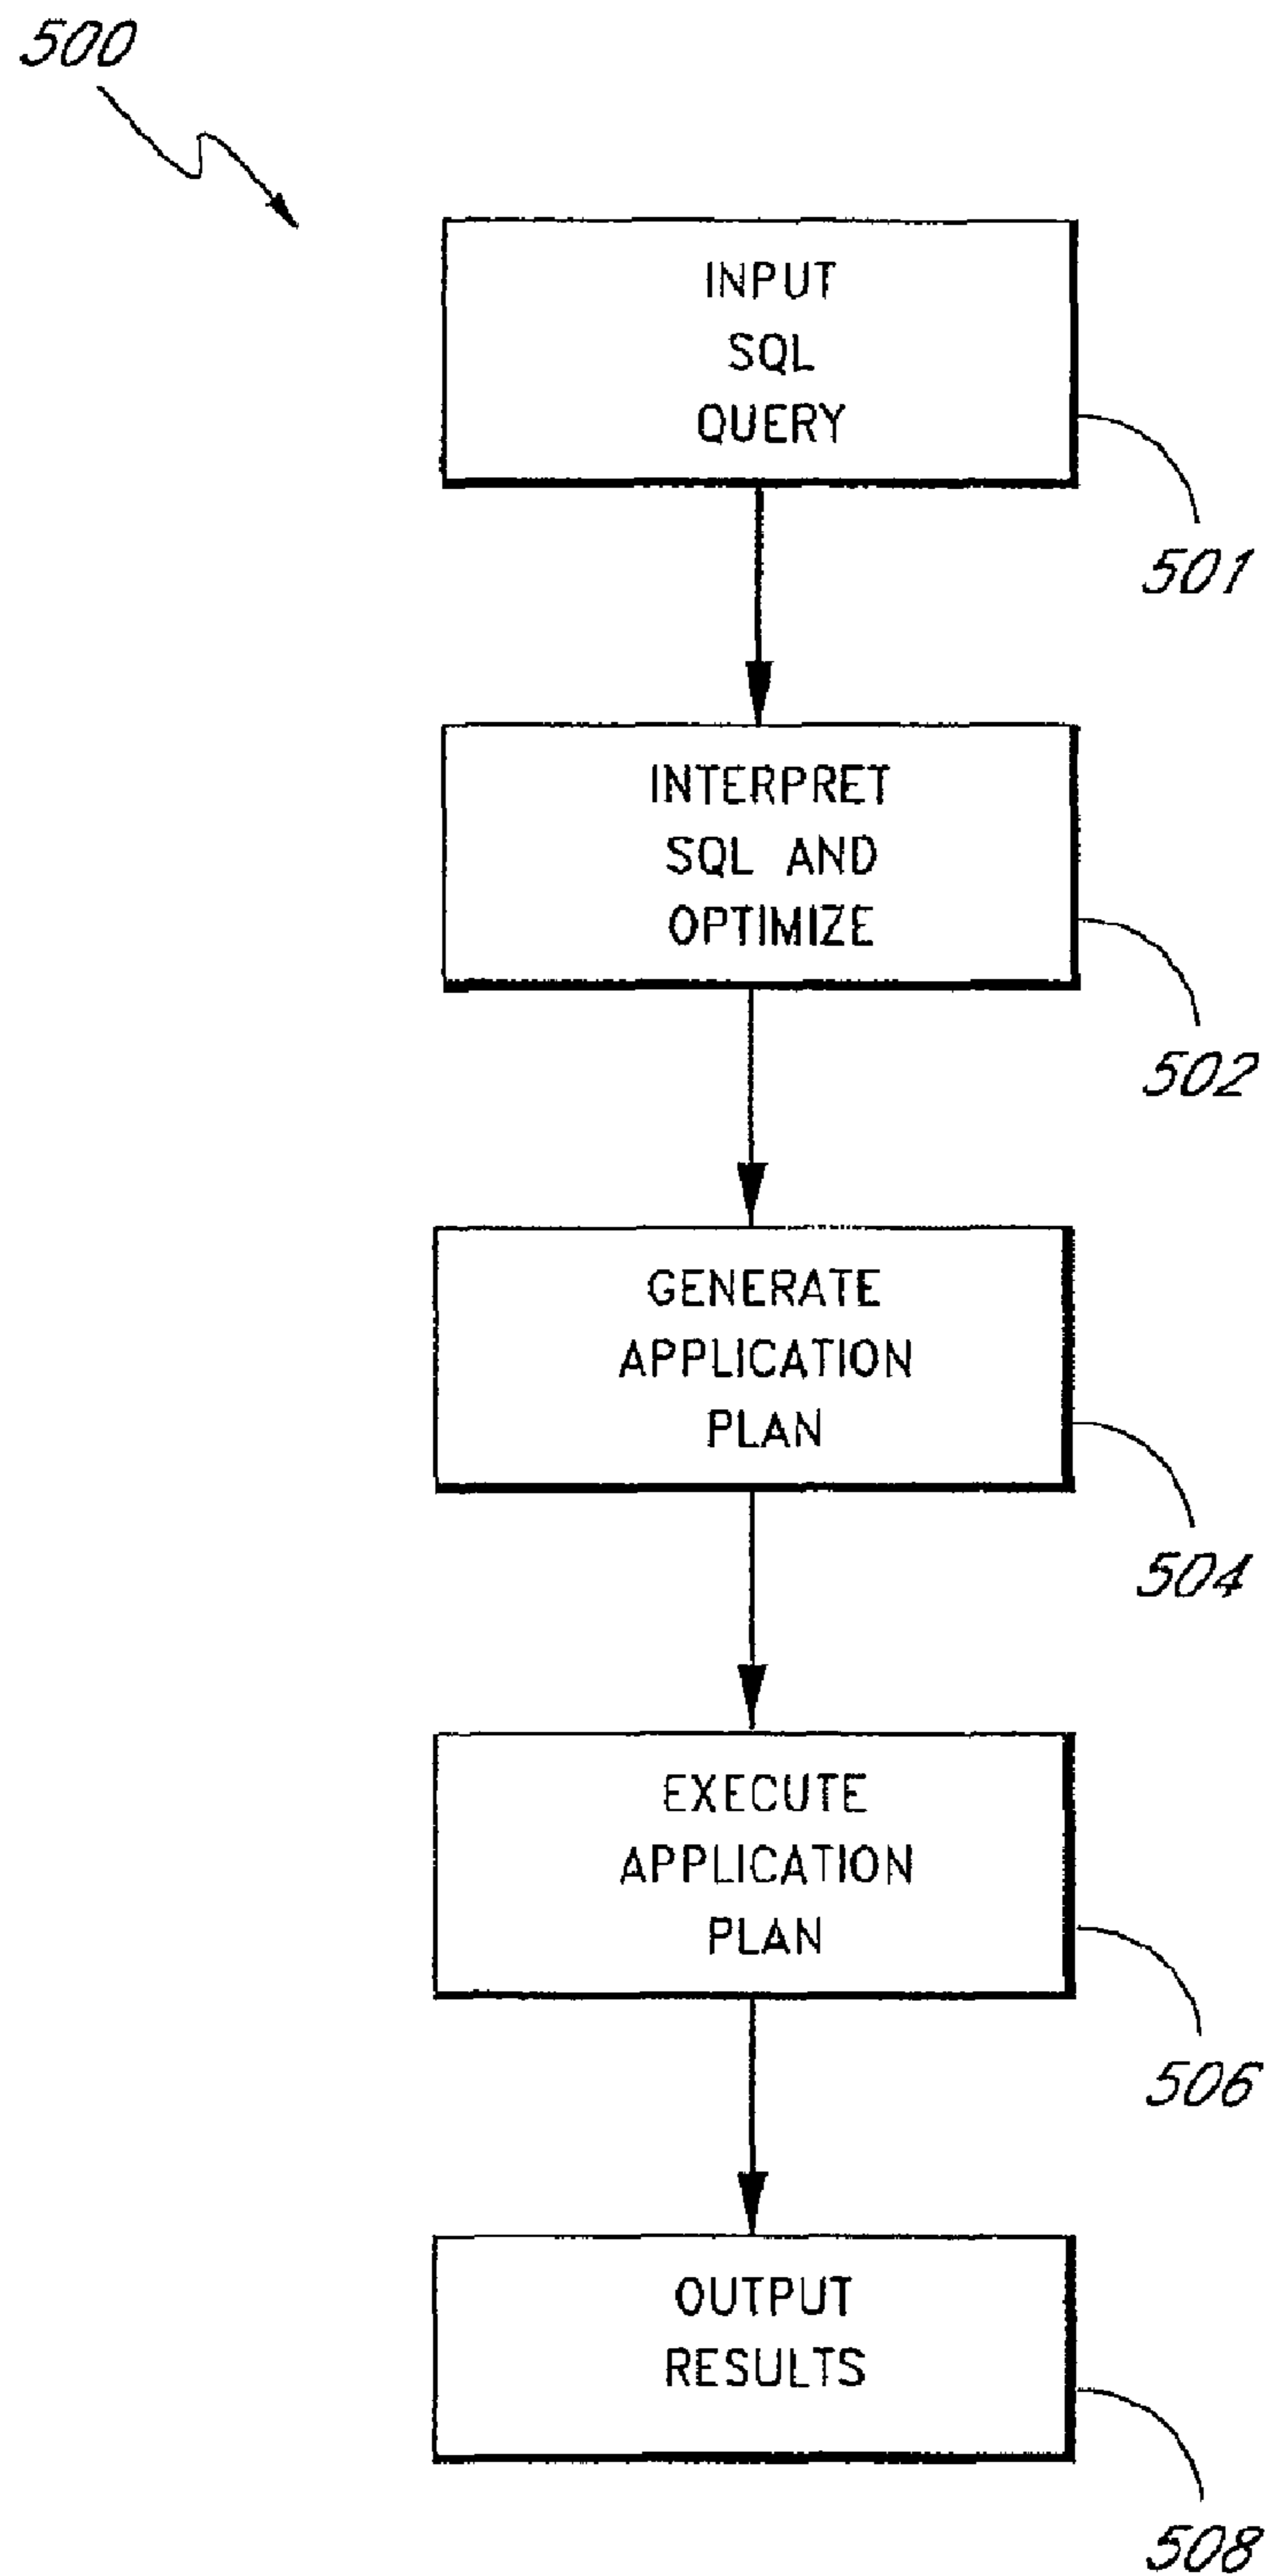 500
INPUT
SQL
QUERY
501
INTERPRET
SQL AND
OPTIMIZE
502
GENERATE
APPLICATION
PLAN
504
EXECUTE
APPLICATION
PLAN
506
OUTPUT
RESULTS
508